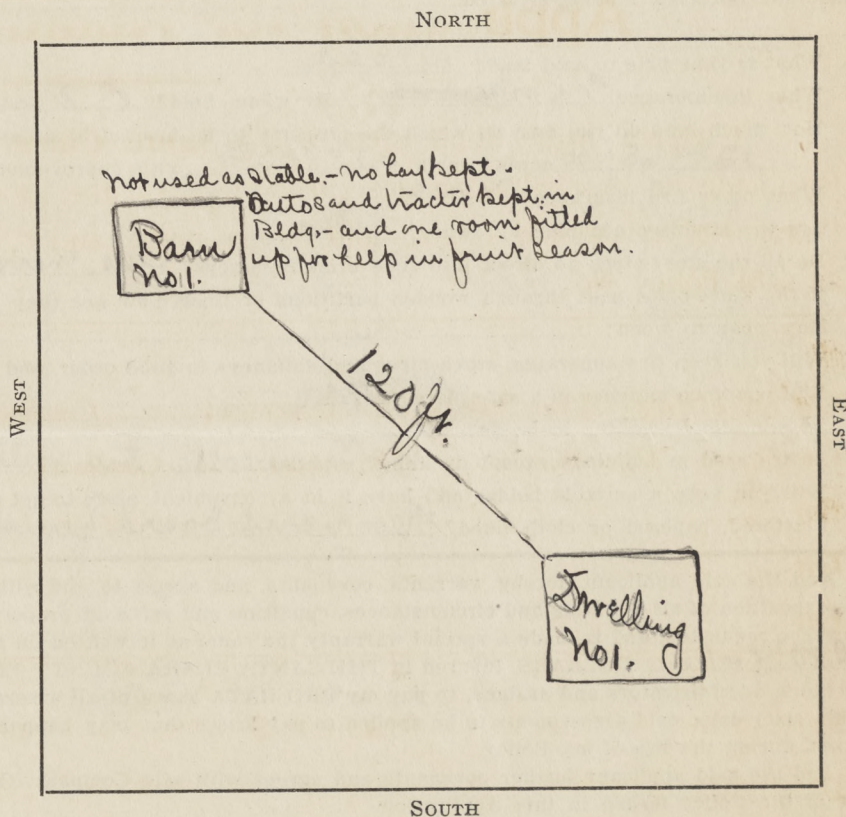 NORTH
Not used as stable. - no hay kept.
Autos and tractor kept in
Bldg. - and one room fitted
up for help in fruit season.
Barn
No 1.
120 ft.
WEST
EAST
Dwelling
No 1.
SOUTH